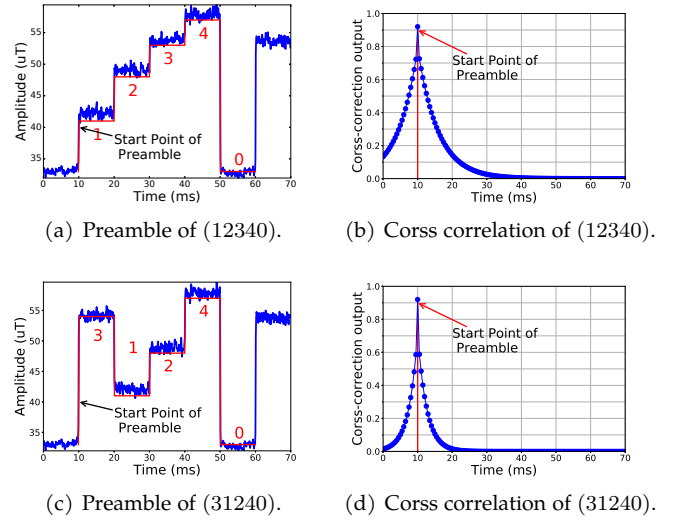 Amplitude (uT)
55
50
45
40
35
4
3
2
1
0
Start Point of
Preamble
0 10 20 30 40 50 60 70
Time (ms)
(a) Preamble of (12340).
Corss-correction output
1.0
0.8
0.6
0.4
0.2
0.0
Start Point of
Preamble
0 10 20 30 40 50 60 70
Time (ms)
(b) Corss correlation of (12340).
Amplitude (uT)
55
50
45
40
35
3
1
2
4
0
Start Point of
Preamble
0 10 20 30 40 50 60 70
Time (ms)
(c) Preamble of (31240).
Corss-correction output
1.0
0.8
0.6
0.4
0.2
0.0
Start Point of
Preamble
0 10 20 30 40 50 60 70
Time (ms)
(d) Corss correlation of (31240).